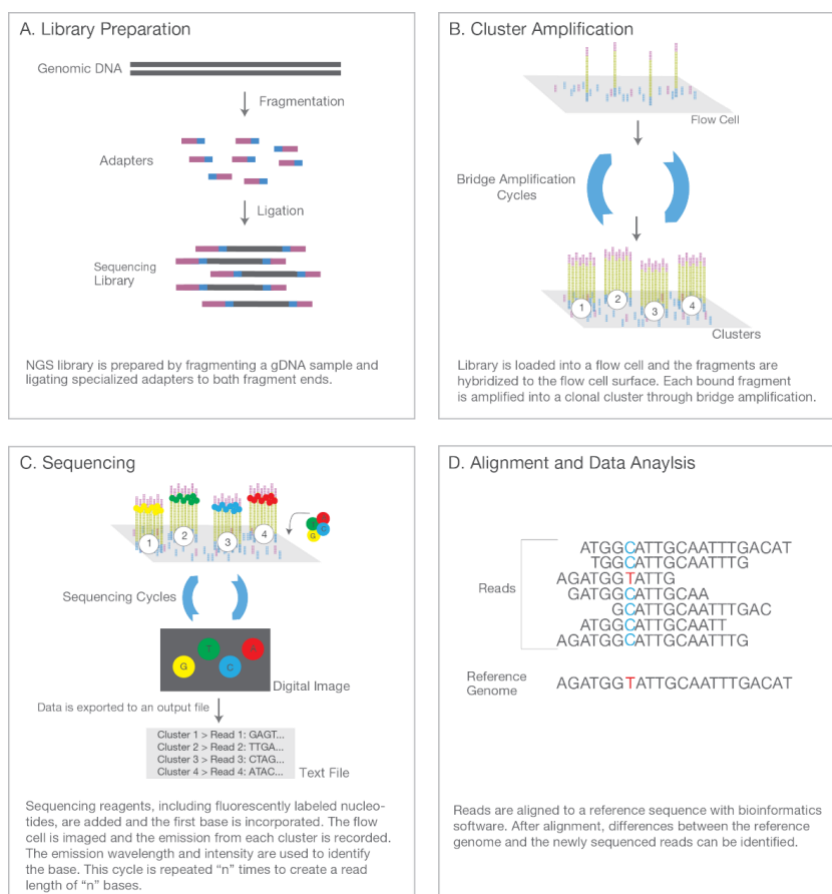 A. Library Preparation
Genomic DNA
Fragmentation
Adapters
Ligation
Sequencing
Library
NGS library is prepared by fragmenting a gDNA sample and
ligating specialized adapters to both fragment ends.
B. Cluster Amplification
Flow Cell
Bridge Amplification
Cycles
1 2 3 4
Clusters
Library is loaded into a flow cell and the fragments are
hybridized to the flow cell surface. Each bound fragment
is amplified into a clonal cluster through bridge amplification.
C. Sequencing
G
1 2 3 4
Sequencing Cycles
T
G C
Digital Image
Data is exported to an output file
Cluster 1 > Read 1: GAGT...
Cluster 2 > Read 2: TTGA...
Cluster 3 > Read 3: CTAG...
Cluster 4 > Read 4: ATAC...
Text File
Sequencing reagents, including fluorescently labeled nucleo-
tides, are added and the first base is incorporated. The flow
cell is imaged and the emission from each cluster is recorded.
The emission wavelength and intensity are used to identify
the base. This cycle is repeated “n” times to create a read
length of “n” bases.
D. Alignment and Data Anaylsis
Reads
ATGGCATTGCAATTTGACAT
TGGCATTGCAATTTG
AGATGGTATTG
GATGGCATTGCAA
GCATTGCAATTTGAC
ATGGCATTGCAATT
AGATGGCATTGCAATTTG
Reference
Genome
AGATGGTATTGCAATTTGACAT
Reads are aligned to a reference sequence with bioinformatics
software. After alignment, differences between the reference
genome and the newly sequenced reads can be identified.